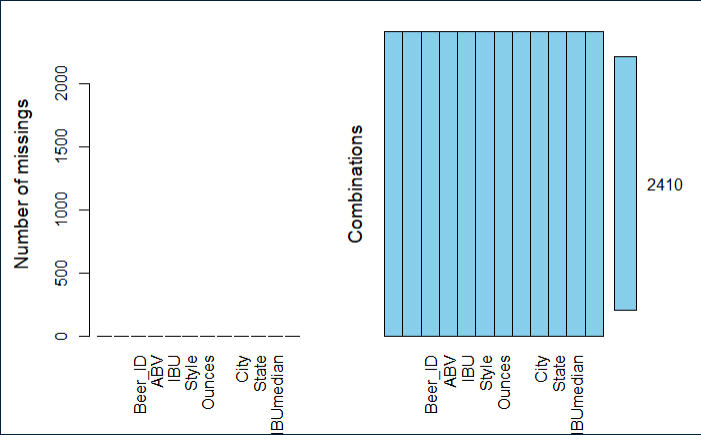 Number of missings
2000
1500
1000
500
0
Beer_ID
ABV
IBU
Style
Ounces
City
State
IBUmedian
Combinations
2410
Beer_ID
ABV
IBU
Style
Ounces
City
State
IBUmedian